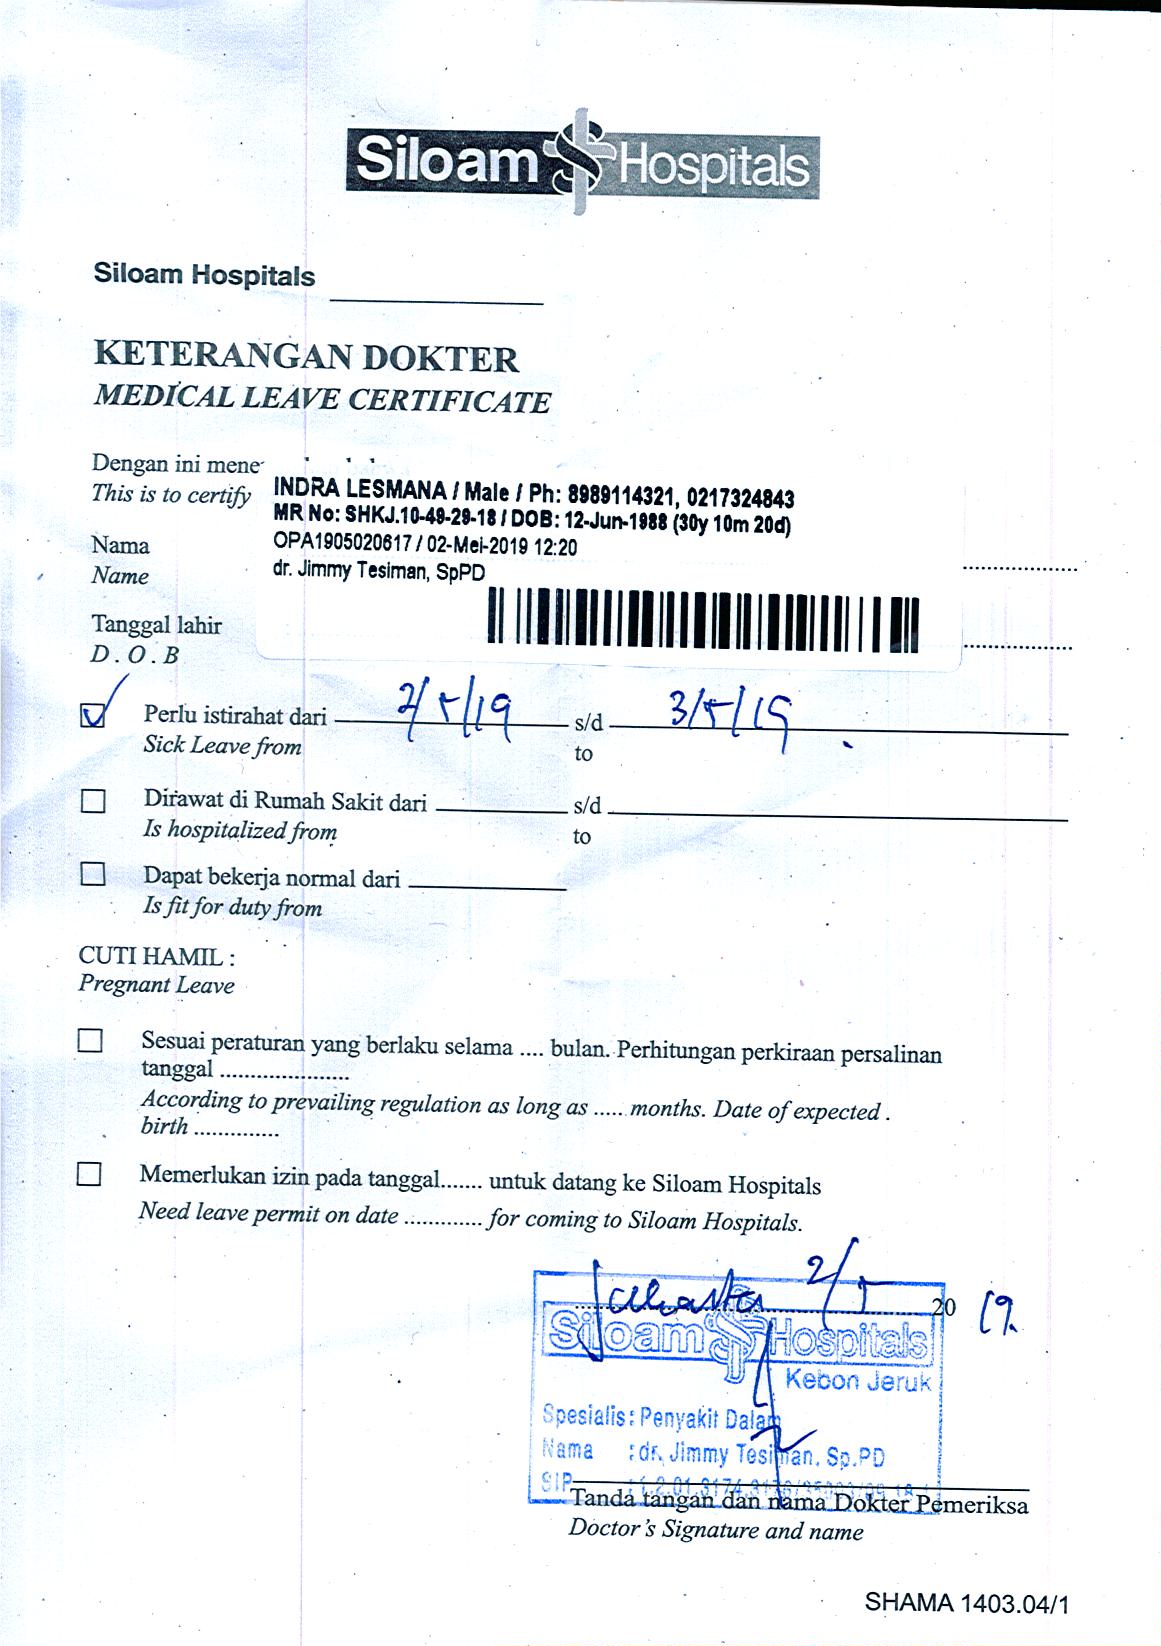 Siloam Hospitals
Siloam Hospitals
KETERANGAN DOKTER
MEDICAL LEAVE CERTIFICATE
Dengan ini mene
This is to certify
INDRA LESMANA / Male / Ph: 8989114321, 0217324843
MR No: SHKJ.10-49-29-18 / DOB: 12-Jun-1988 (30y 10m 20d)
OPA1905020617 / 02-Mei-2019 12:20
dr. Jimmy Tesiman, SpPD
Nama
Name
Tanggal lahir
D . O . B
Perlu istirahat dari 2/5/19 s/d 3/5/19
Sick Leave from to
Dirawat di Rumah Sakit dari s/d
Is hospitalized from to
Dapat bekerja normal dari
Is fit for duty from
CUTI HAMIL :
Pregnant Leave
Sesuai peraturan yang berlaku selama .... bulan. Perhitungan perkiraan persalinan
tanggal .....................
According to prevailing regulation as long as ..... months. Date of expected .
birth ..............
Memerlukan izin pada tanggal....... untuk datang ke Siloam Hospitals
Need leave permit on date ............. for coming to Siloam Hospitals.
Jakarta 2/5 20 19.
Siloam Hospitals
Kebon Jeruk
Spesialis : Penyakit Dalam
Nama : dr. Jimmy Tesiman. Sp.PD
SIP
Tanda tangan dan nama Dokter Pemeriksa
Doctor's Signature and name
SHAMA 1403.04/1